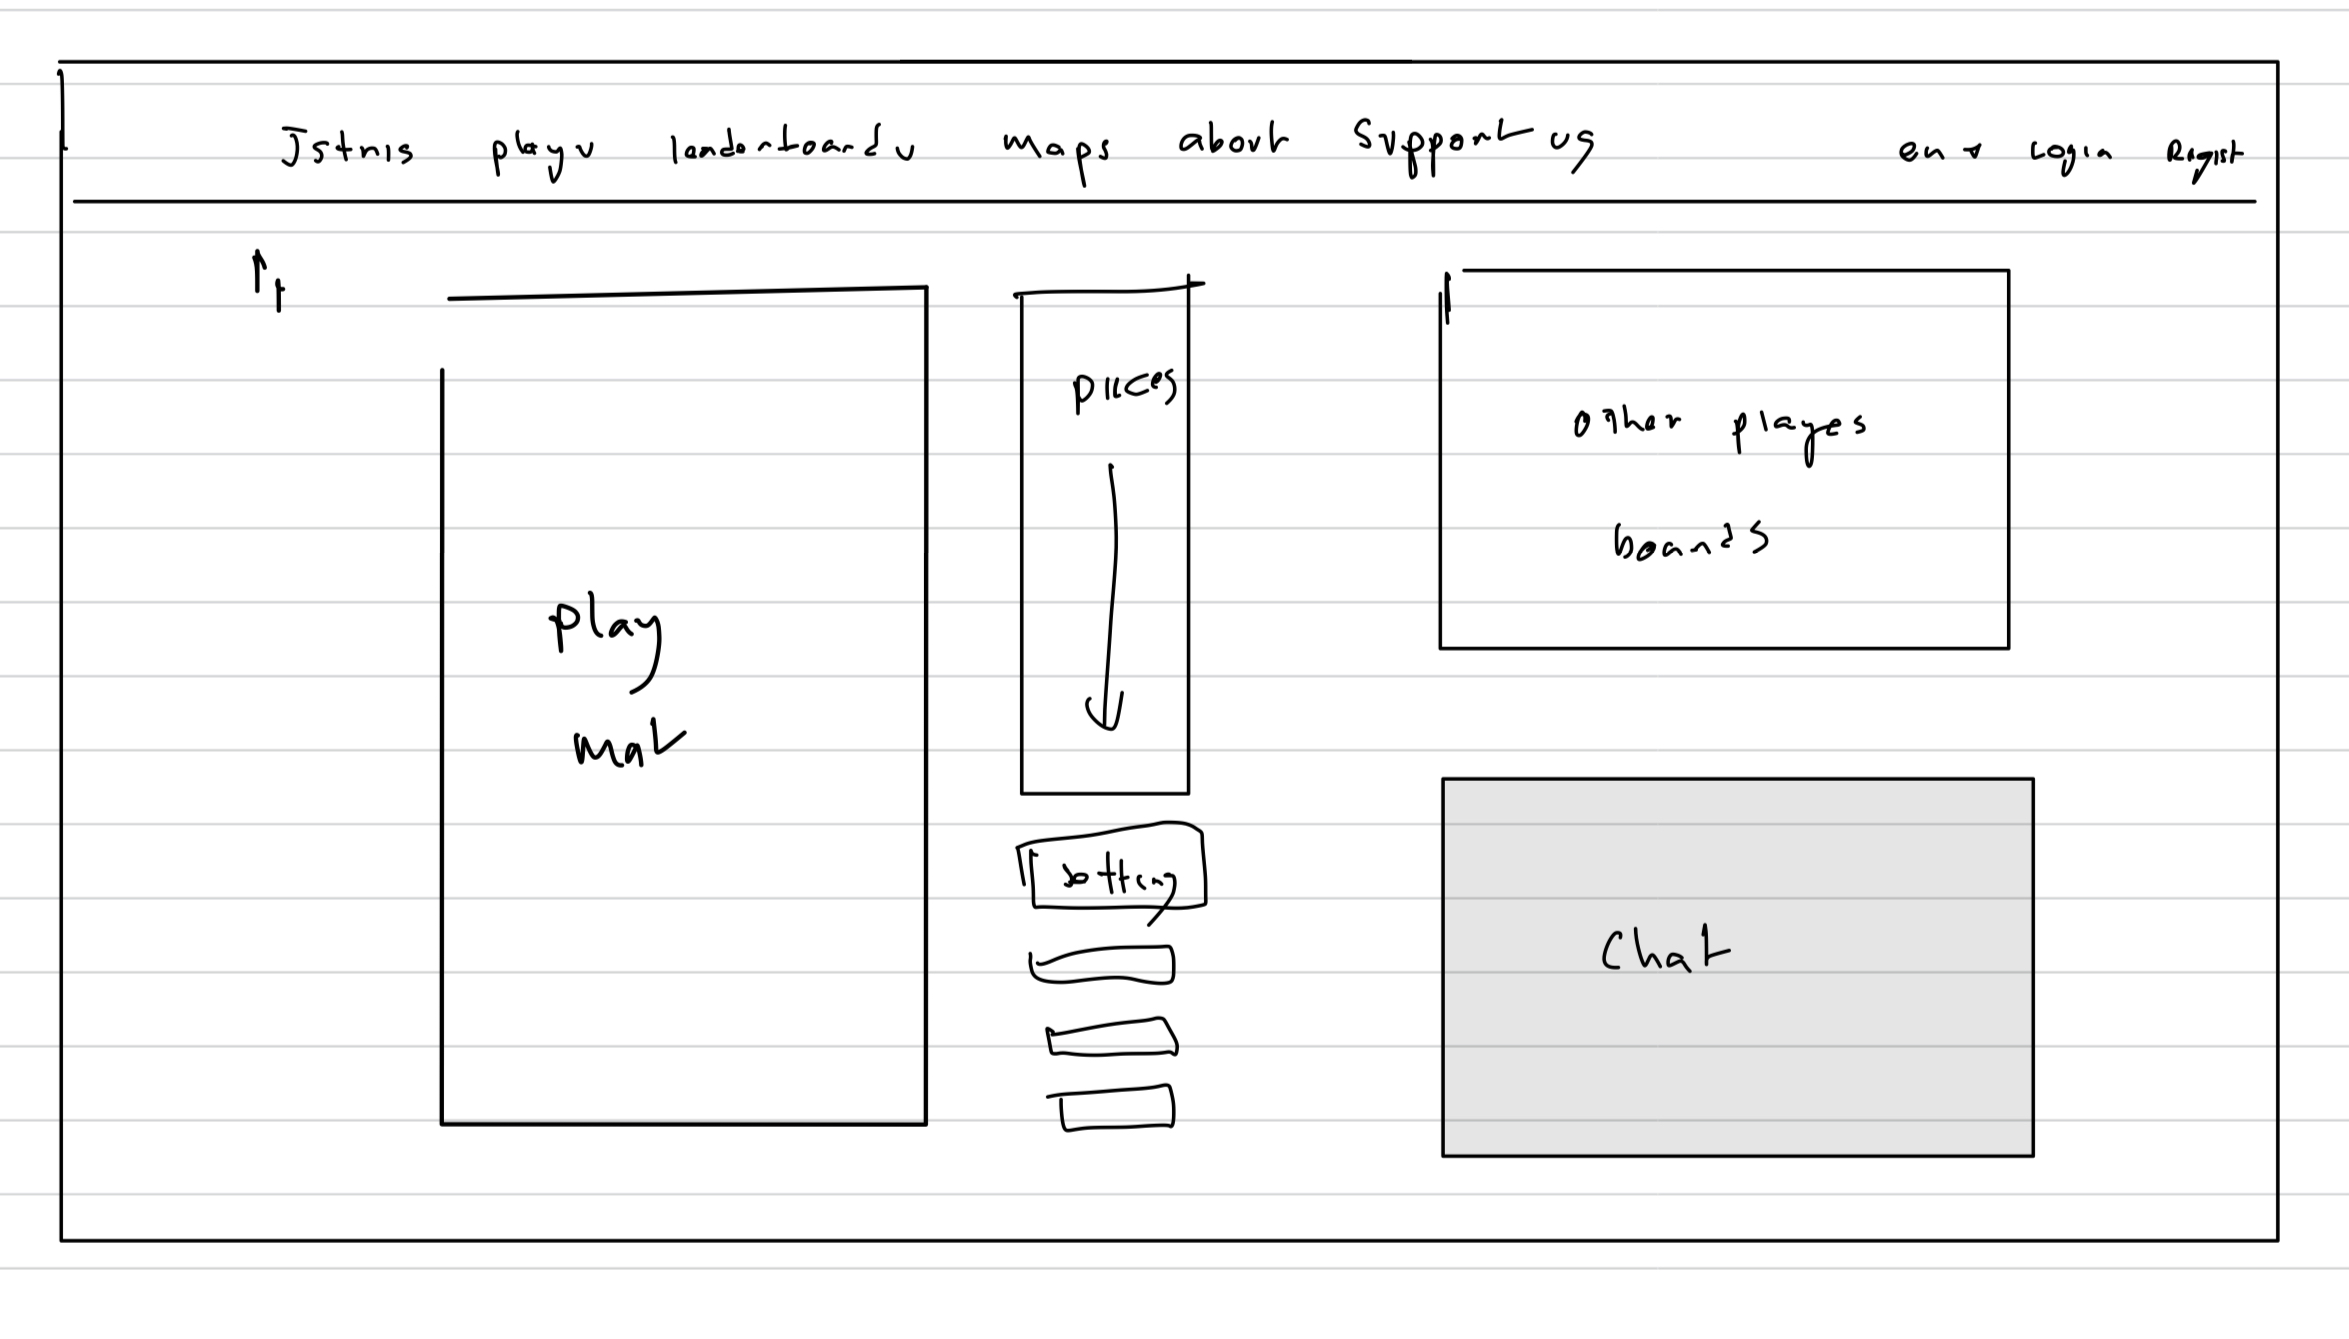 Jstris play v leaderboard v maps about Support us en v Login Regist
pieces
other players
boards
play
mat
setting
Chat